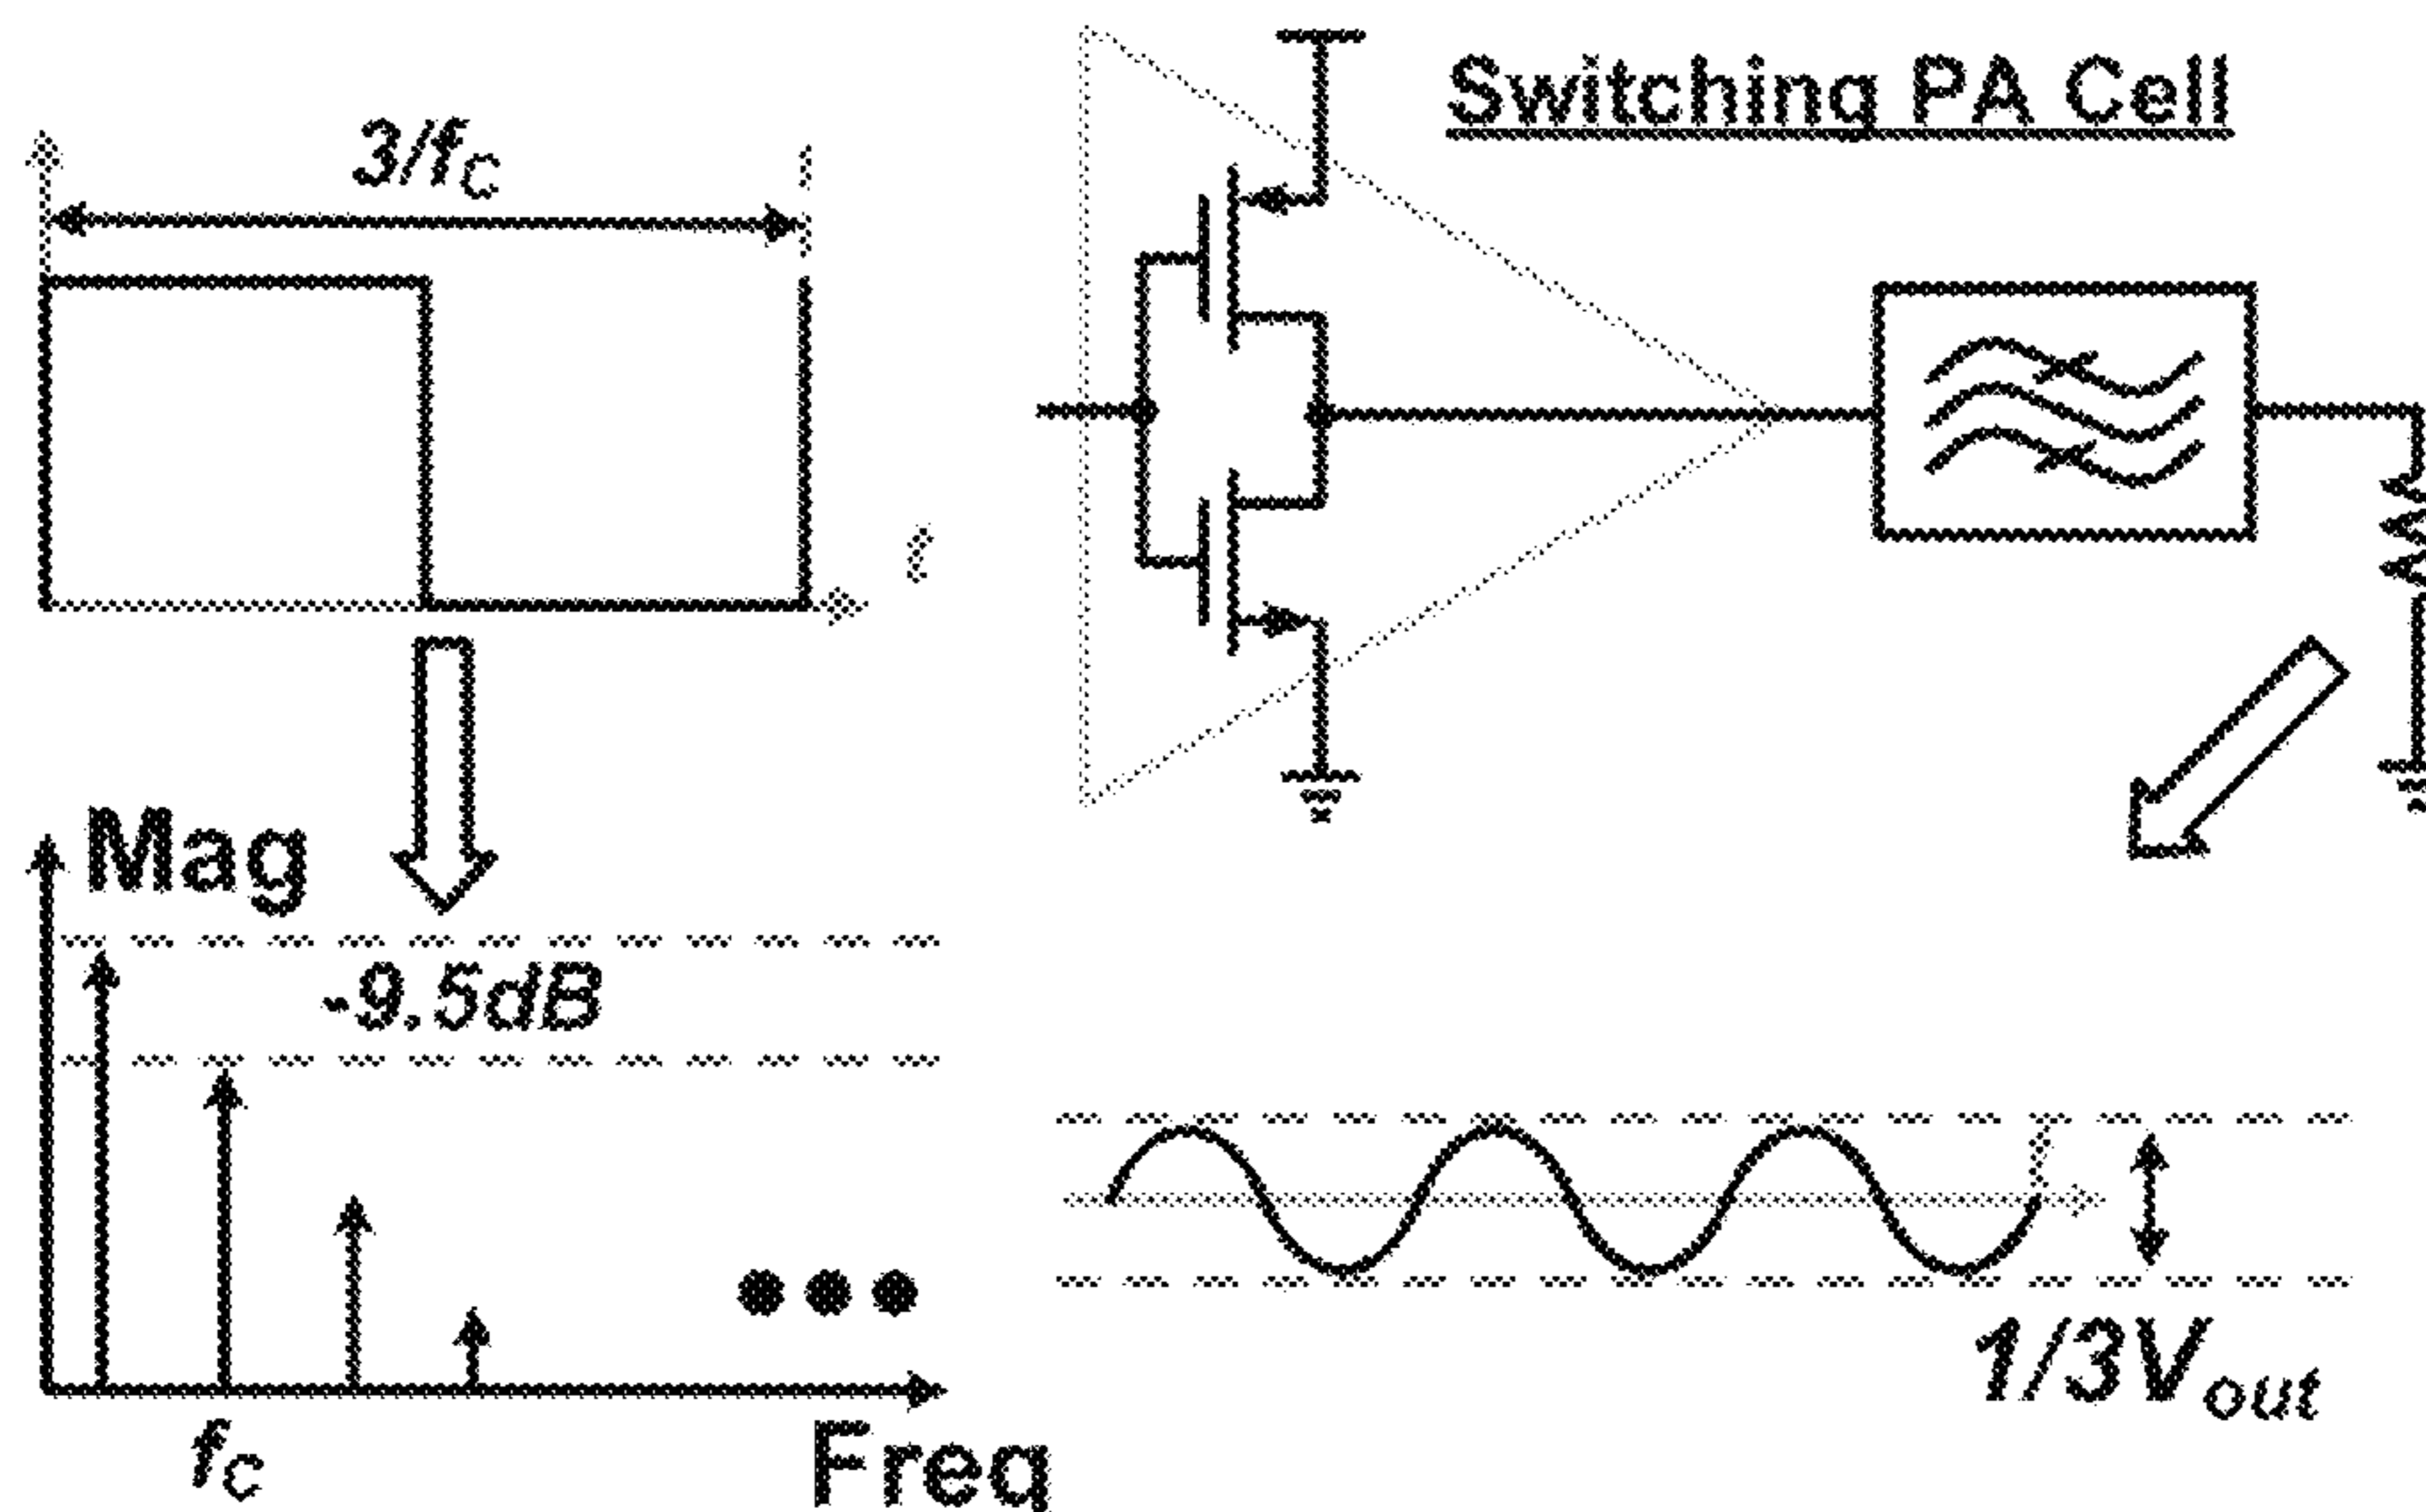 Switching PA Cell
3/fC
t
Mag
-9.5dB
fC
Freq
1/3Vout